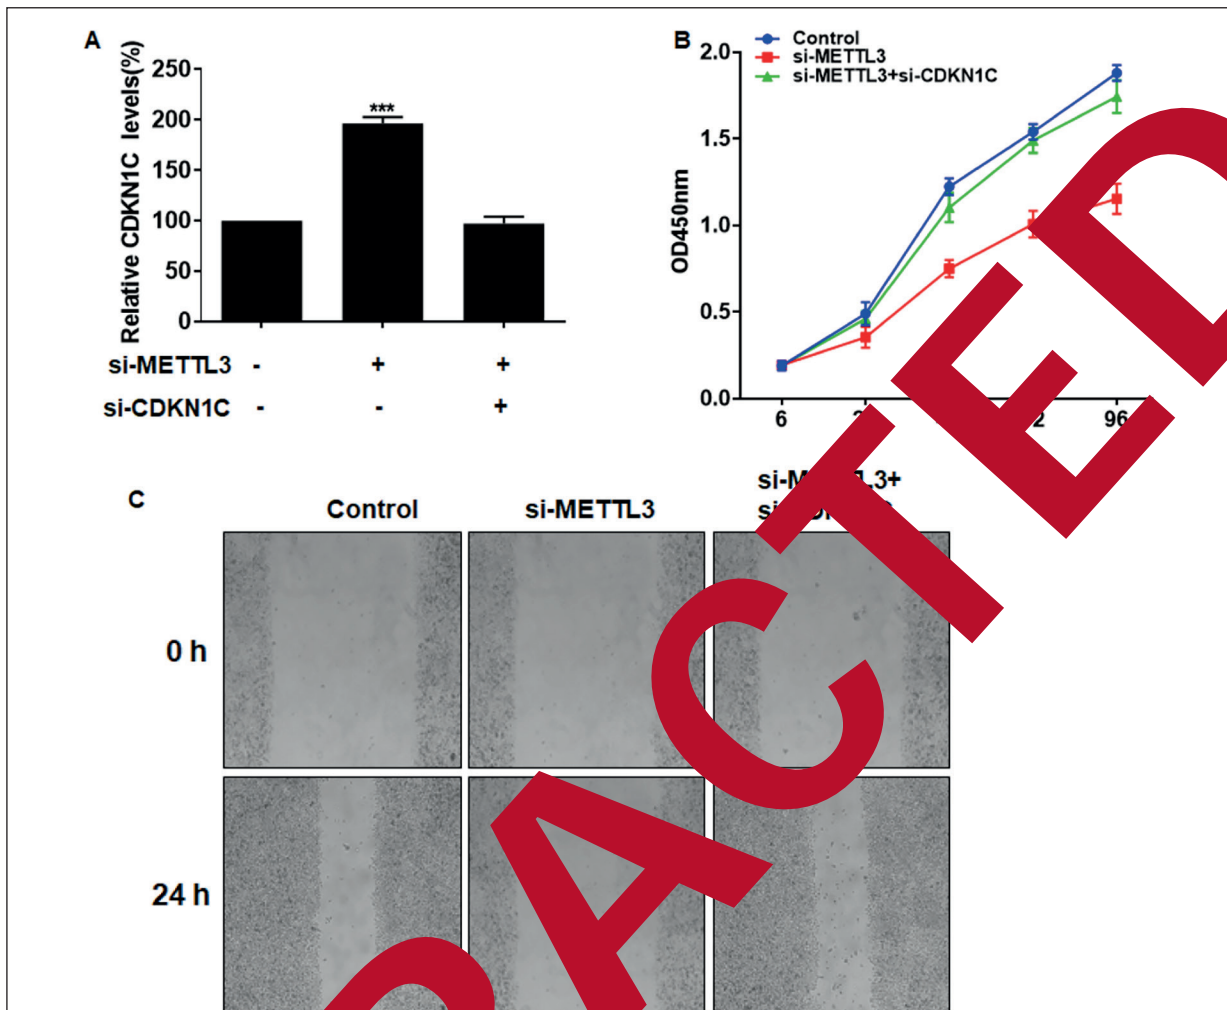 A
Relative CDKN1C levels(%)
250
200
150
100
50
0
***
si-METTL3 - + +
si-CDKN1C - - +
B
Control
si-METTL3
si-METTL3+si-CDKN1C
OD450nm
2.0
1.5
1.0
0.5
0.0
6
96
C
Control
si-METTL3
0 h
24 h